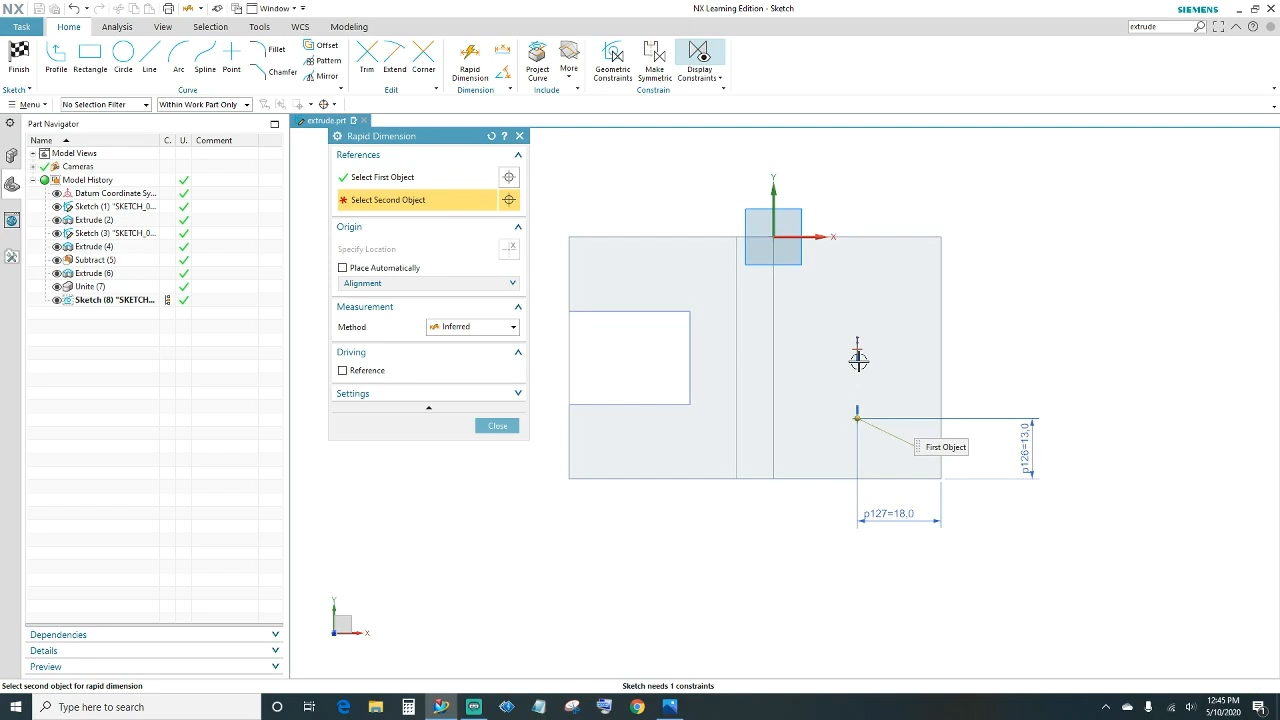 NX
Window
NX Learning Edition - Sketch
SIEMENS
Task
Home
Analysis
View
Selection
Tools
WCS
Modeling
extrude
Finish
Profile
Rectangle
Circle
Line
Arc
Spline
Point
Fillet
Chamfer
Offset
Pattern
Mirror
Trim
Extend
Corner
Rapid
Dimension
Project
Curve
More
Geometric
Constraints
Make
Symmetric
Display
Constraints
Sketch
Curve
Edit
Dimension
Include
Constrain
Menu
No Selection Filter
Within Work Part Only
Part Navigator
Name
C.
U.
Comment
Model Views
Cameras
Model History
Datum Coordinate Sy...
Sketch (1) "SKETCH_0...
Extrude (2)
Sketch (3) "SKETCH_0...
Extrude (4)
Subtract (5)
Extrude (6)
Unite (7)
Sketch (8) "SKETCH...
Dependencies
Details
Preview
extrude.prt
Rapid Dimension
References
Select First Object
Select Second Object
Origin
Specify Location
Place Automatically
Alignment
Measurement
Method
Inferred
Driving
Reference
Settings
Close
Y
X
First Object
p126=13,0
p127=18,0
Y
X
Select second object for rapid dimension
Sketch needs 1 constraints
Type here to search
12:45 PM
5/10/2020